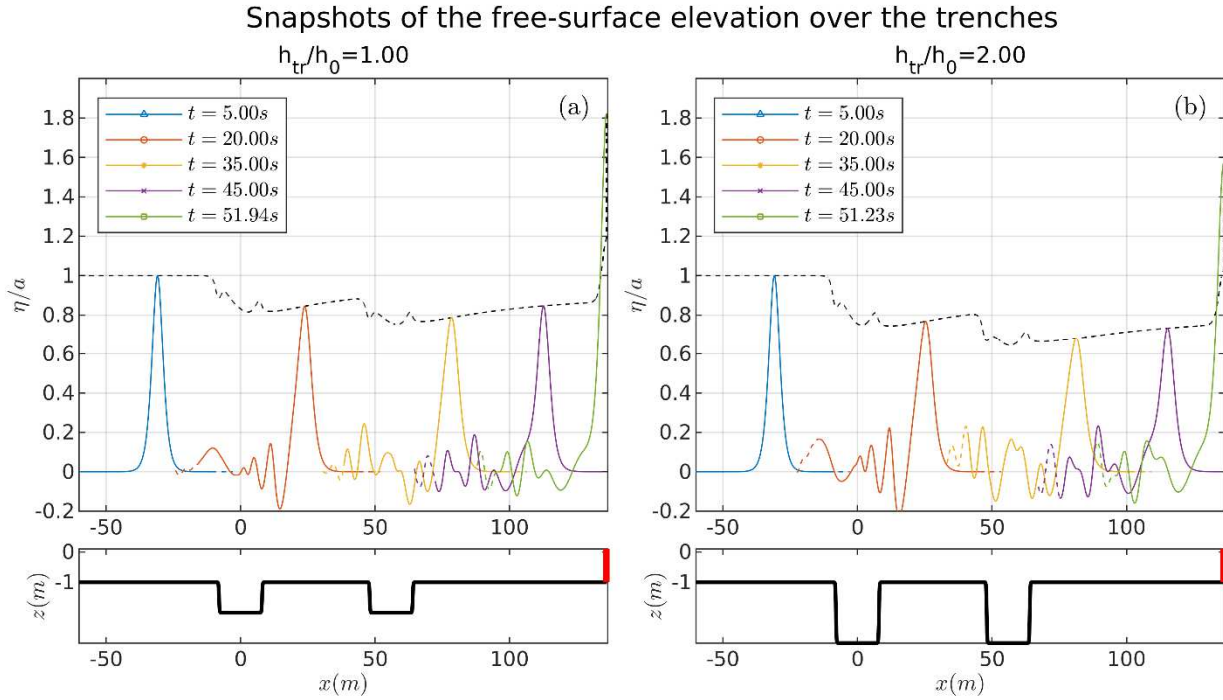 Snapshots of the free-surface elevation over the trenches
h_tr/h_0=1.00
(a)
t = 5.00s
t = 20.00s
t = 35.00s
t = 45.00s
t = 51.94s
1.8
1.6
1.4
1.2
1
0.8
0.6
0.4
0.2
0
-0.2
η/a
-50
0
50
100
0
-1
z(m)
-50
0
50
100
x(m)
h_tr/h_0=2.00
(b)
t = 5.00s
t = 20.00s
t = 35.00s
t = 45.00s
t = 51.23s
1.8
1.6
1.4
1.2
1
0.8
0.6
0.4
0.2
0
-0.2
η/a
-50
0
50
100
0
-1
z(m)
-50
0
50
100
x(m)